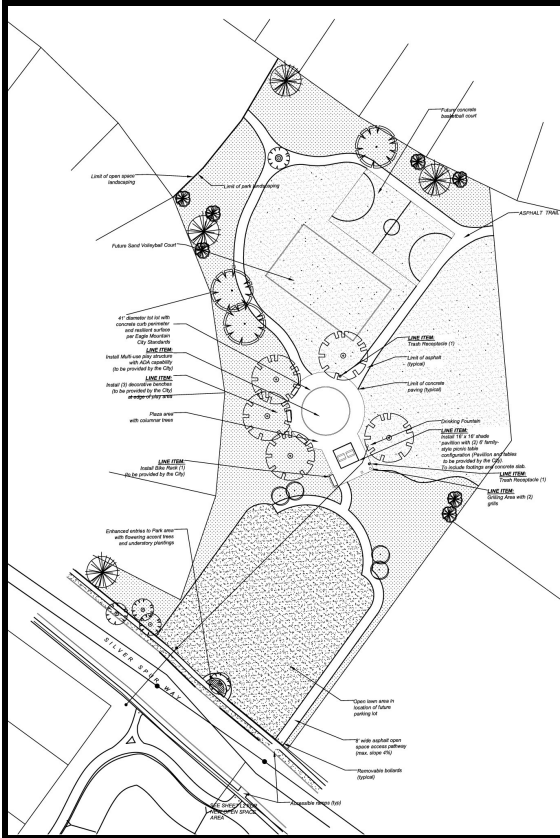 Future concrete
basketball court
Limit of open space
landscaping
Limit of park landscaping
ASPHALT TRAIL
Future Sand Volleyball Court
41' diameter tot lot with
concrete curb perimeter
and resilient surface
per Eagle Mountain
City Standards
LINE ITEM:
Install Multi-use play structure
with ADA capability
(to be provided by the City)
LINE ITEM:
Install (3) decorative benches
(to be provided by the City)
at edge of play area
Plaza area
with columnar trees
LINE ITEM:
Install Bike Rack (1)
(to be provided by the City)
LINE ITEM:
Trash Receptacle (1)
Limit of asphalt
(typical)
Limit of concrete
paving (typical)
Drinking Fountain
LINE ITEM:
Install 16' x 16' shade
pavilion with (2) 6' family-
style picnic table
configuration (Pavilion and tables
to be provided by the City).
To include footings and concrete slab.
LINE ITEM:
Trash Receptacle (1)
LINE ITEM:
Grilling Area with (2)
grills
Enhanced entries to Park area
with flowering accent trees
and understory plantings
SILVER SPUR WAY
Open lawn area in
location of future
parking lot
wide asphalt open
space access pathway
(max. slope 4%)
Removable bollards
(typical)
Accessible ramps (typ)
SEE SHEET L2 FOR
NEW OPEN SPACE
AREA